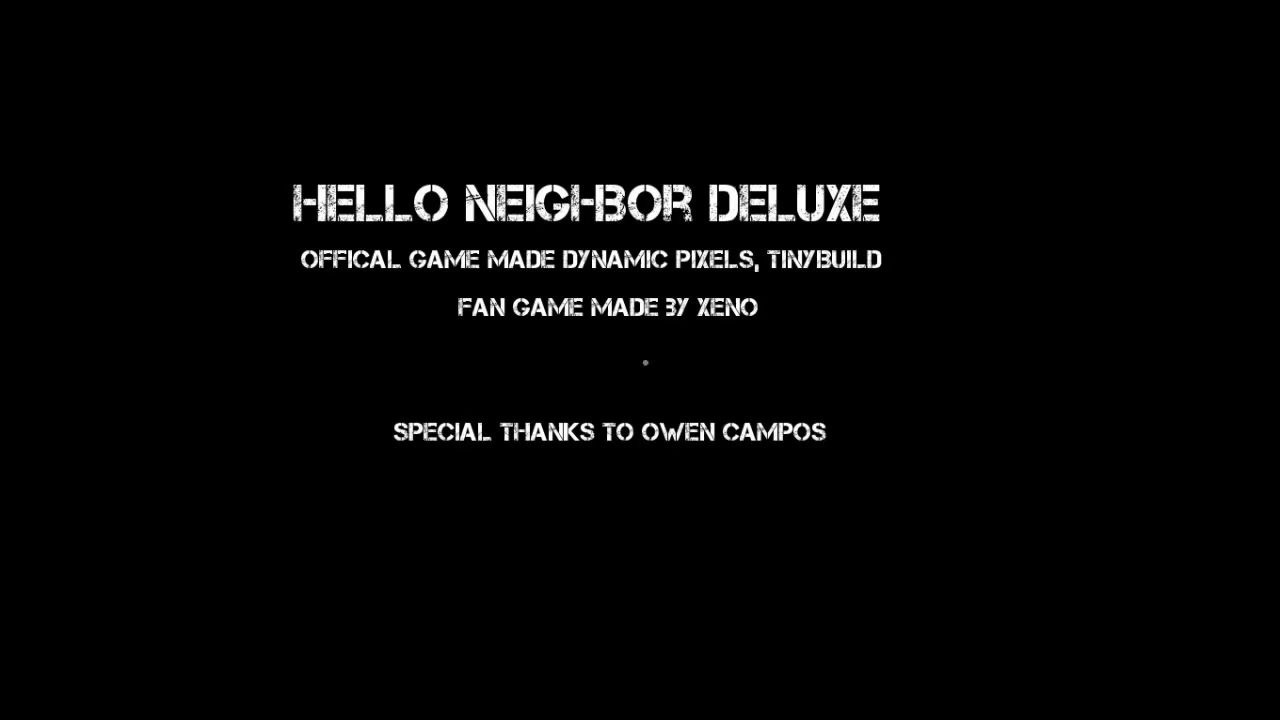 HELLO NEIGHBOR DELUXE
OFFICAL GAME MADE DYNAMIC PIXELS, TINYBUILD
FAN GAME MADE BY XENO
SPECIAL THANKS TO OWEN CAMPOS